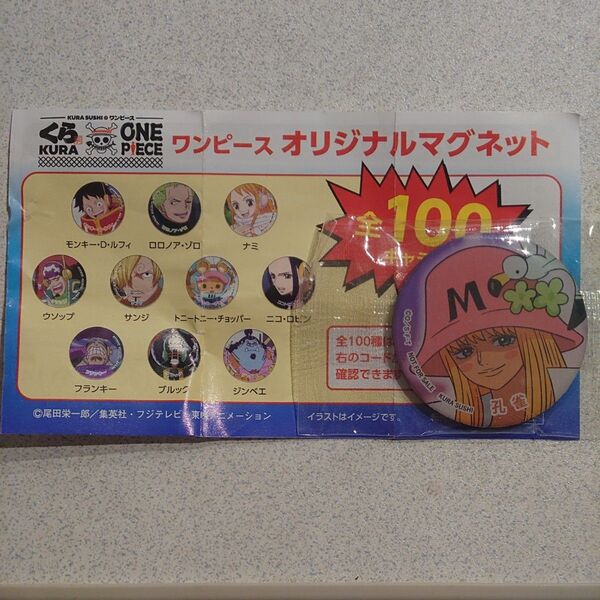 KURA SUSHI ワンピース
くら KURA
ONE PIECE
ワンピース オリジナルマグネット
全100
モンキー・D・ルフィ
ロロノア・ゾロ
ナミ
ウソップ
サンジ
トニートニー・チョッパー
ニコ・ロビン
フランキー
ブルック
ジンベエ
全100種は
右のコード
確認できま
©尾田栄一郎／集英社・フジテレビ・東映アニメーション
イラストはイメージです。
M
NOT FOR SALE
KURA SUSHI
孔雀